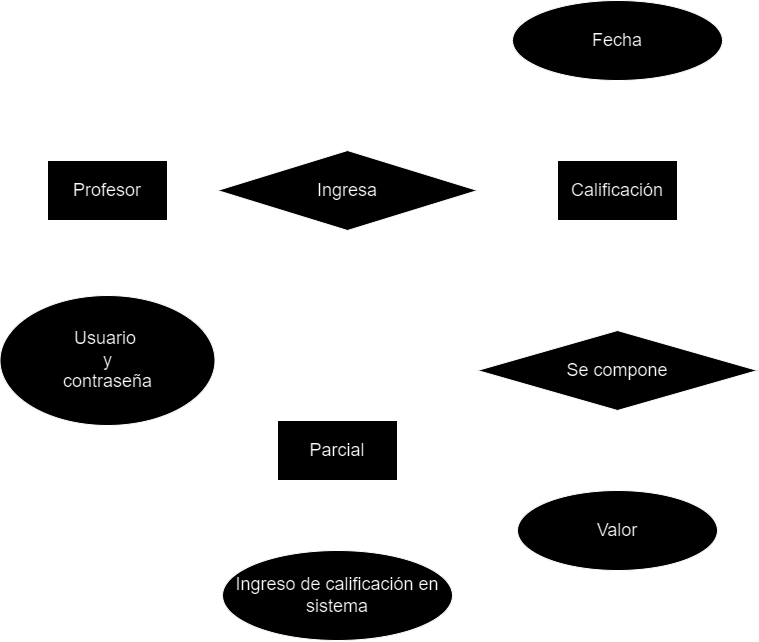 Fecha
Profesor
Ingresa
Calificación
Usuario
y
contraseña
Se compone
Parcial
Valor
Ingreso de calificación en
sistema